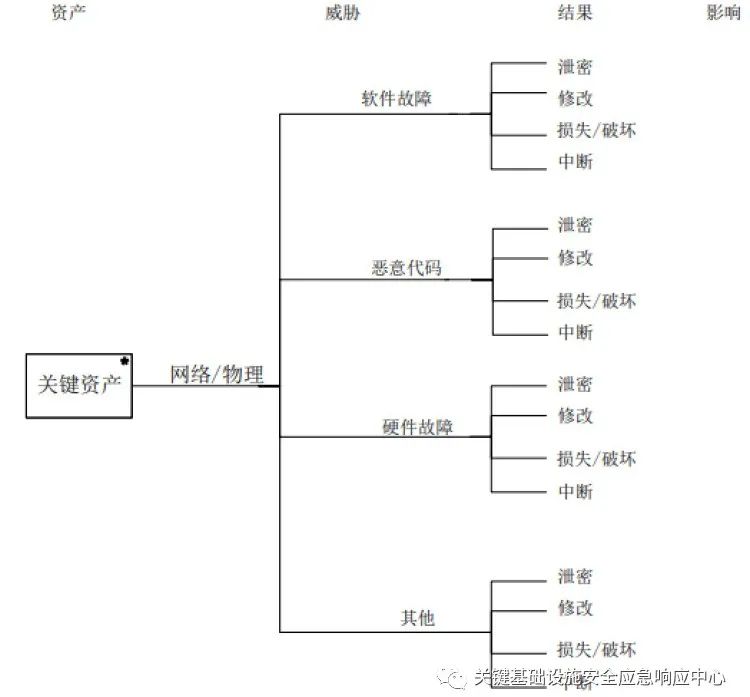 资产 威胁 结果 影响
泄密
软件故障
修改
损失/破坏
中断
泄密
修改
恶意代码
损失/破坏
中断
关键资产*
网络/物理
泄密
修改
硬件故障
损失/破坏
中断
泄密
修改
其他
损失/破坏
中断
关键基础设施安全应急响应中心